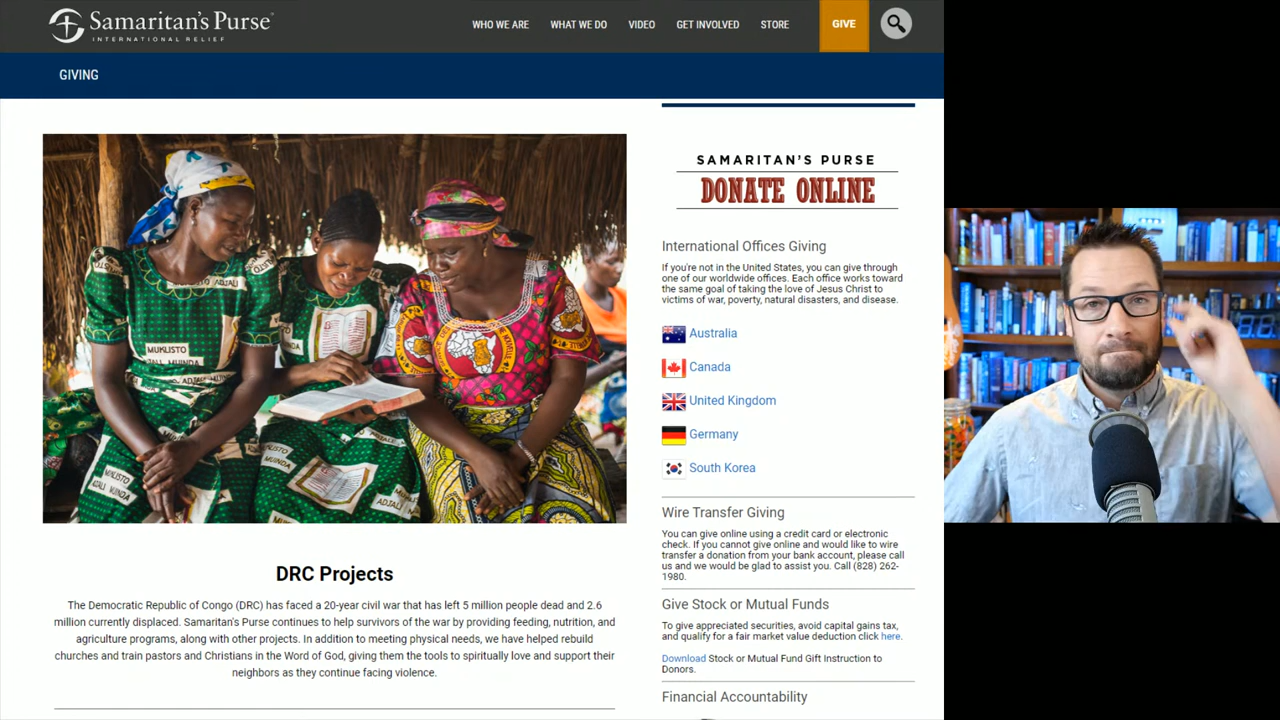 Samaritan's Purse
INTERNATIONAL RELIEF
WHO WE ARE
WHAT WE DO
VIDEO
GET INVOLVED
STORE
GIVE
GIVING
MUKLISTO
ADJALI MUINDA
DRC Projects
The Democratic Republic of Congo (DRC) has faced a 20-year civil war that has left 5 million people dead and 2.6
million currently displaced. Samaritan's Purse continues to help survivors of the war by providing feeding, nutrition, and
agriculture programs, along with other projects. In addition to meeting physical needs, we have helped rebuild
churches and train pastors and Christians in the Word of God, giving them the tools to spiritually love and support their
neighbors as they continue facing violence.
SAMARITAN'S PURSE
DONATE ONLINE
International Offices Giving
If you're not in the United States, you can give through
one of our worldwide offices. Each office works toward
the same goal of taking the love of Jesus Christ to
victims of war, poverty, natural disasters, and disease.
Australia
Canada
United Kingdom
Germany
South Korea
Wire Transfer Giving
You can give online using a credit card or electronic
check. If you cannot give online and would like to wire
transfer a donation from your bank account, please call
us and we would be glad to assist you. Call (828) 262-
1980.
Give Stock or Mutual Funds
To give appreciated securities, avoid capital gains tax,
and qualify for a fair market value deduction click here.
Download Stock or Mutual Fund Gift Instruction to
Donors.
Financial Accountability